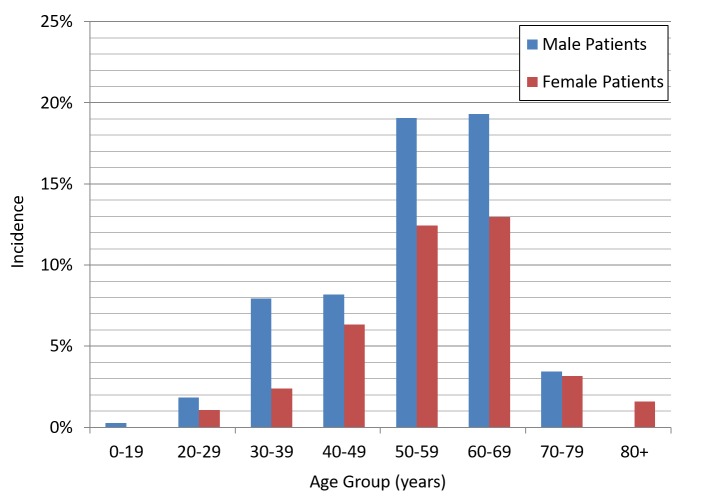 25%
20%
15%
10%
5%
0%
Incidence
Male Patients
Female Patients
0-19 20-29 30-39 40-49 50-59 60-69 70-79 80+
Age Group (years)